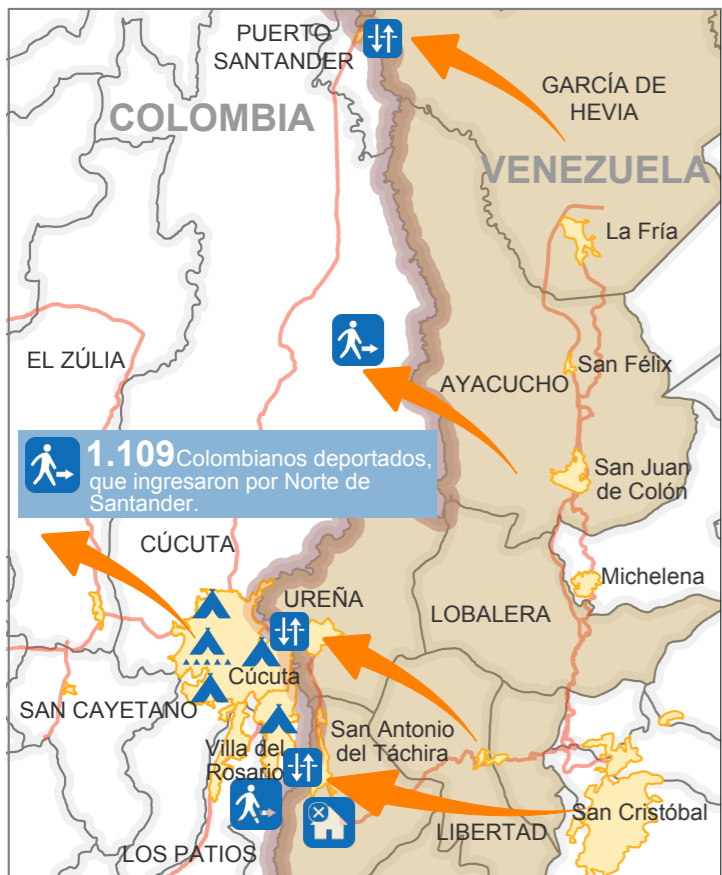 PUERTO
SANTANDER
GARCÍA DE
HEVIA
COLOMBIA
VENEZUELA
La Fría
EL ZÚLIA
AYACUCHO
San Félix
1.109 Colombianos deportados,
que ingresaron por Norte de
Santander.
San Juan
de Colón
CÚCUTA
Michelena
UREÑA
LOBALERA
Cúcuta
SAN CAYETANO
San Antonio
del Táchira
Villa del
Rosario
San Cristóbal
LIBERTAD
LOS PATIOS